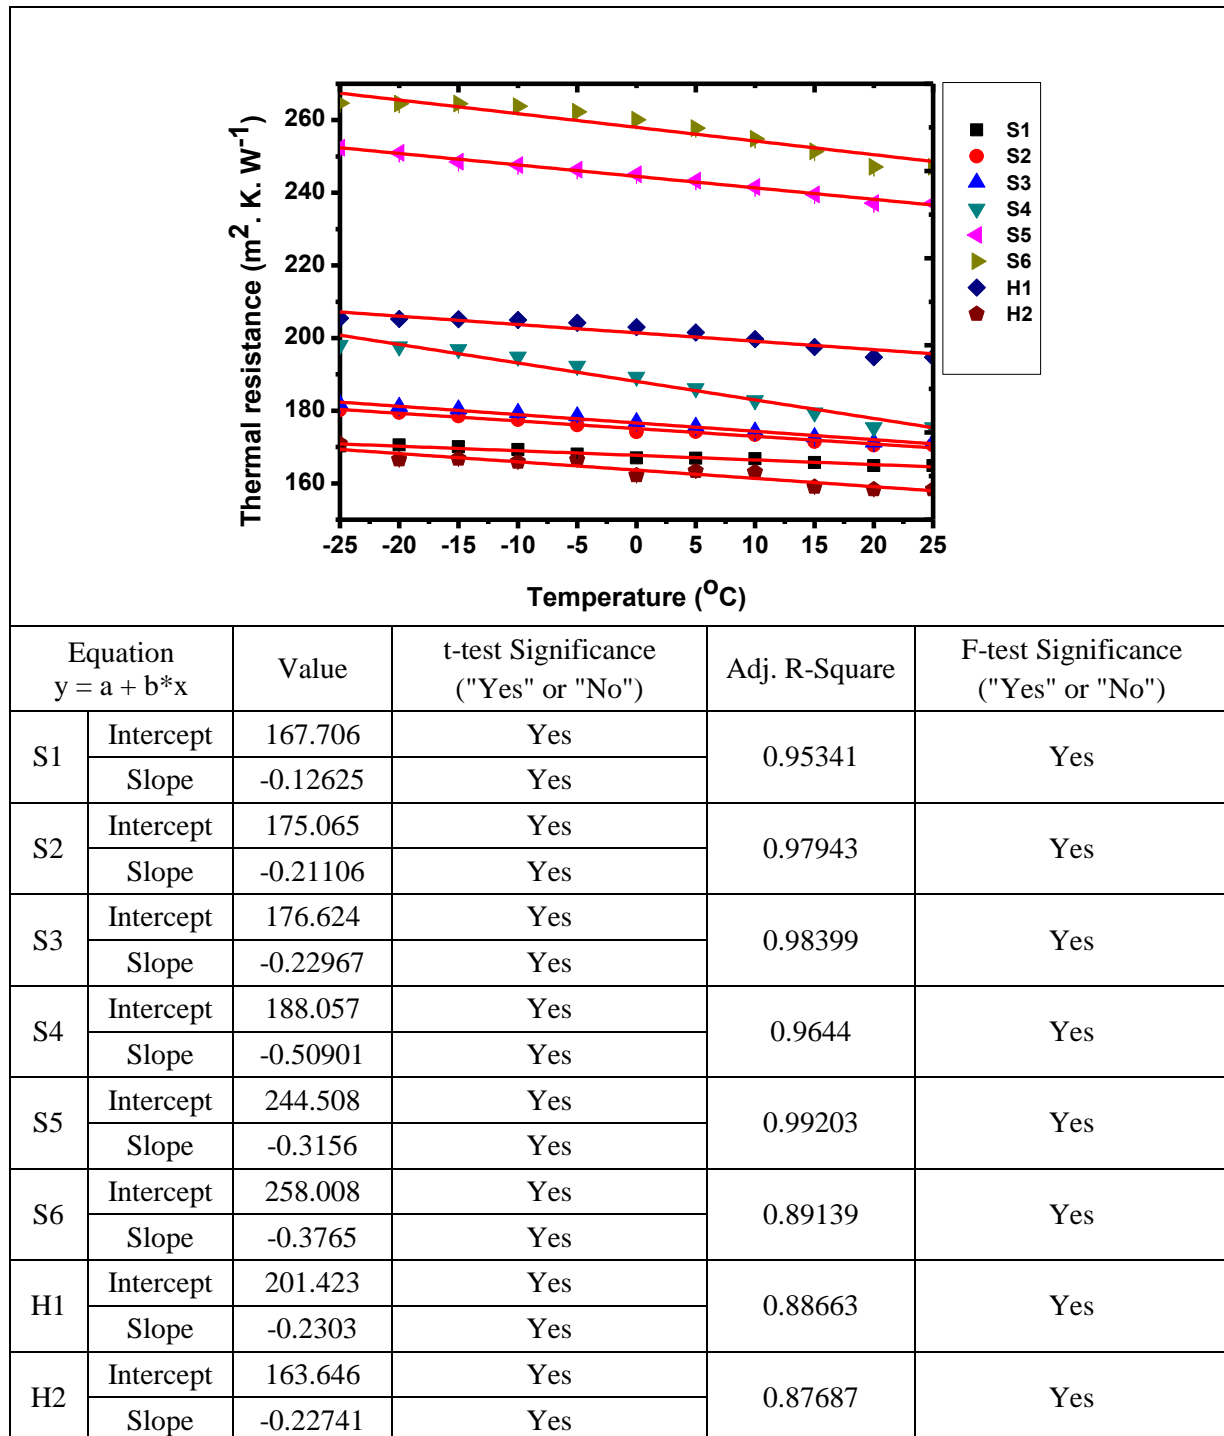 Thermal resistance (m2 . K. W-1)
260
240
220
200
180
160
-25 -20 -15 -10 -5 0 5 10 15 20 25
Temperature (OC)
S1
S2
S3
S4
S5
S6
H1
H2
Equation
y = a + b*x
Value
t-test Significance
("Yes" or "No")
Adj. R-Square
F-test Significance
("Yes" or "No")
S1 Intercept 167.706 Yes 0.95341 Yes
Slope -0.12625 Yes
S2 Intercept 175.065 Yes 0.97943 Yes
Slope -0.21106 Yes
S3 Intercept 176.624 Yes 0.98399 Yes
Slope -0.22967 Yes
S4 Intercept 188.057 Yes 0.9644 Yes
Slope -0.50901 Yes
S5 Intercept 244.508 Yes 0.99203 Yes
Slope -0.3156 Yes
S6 Intercept 258.008 Yes 0.89139 Yes
Slope -0.3765 Yes
H1 Intercept 201.423 Yes 0.88663 Yes
Slope -0.2303 Yes
H2 Intercept 163.646 Yes 0.87687 Yes
Slope -0.22741 Yes